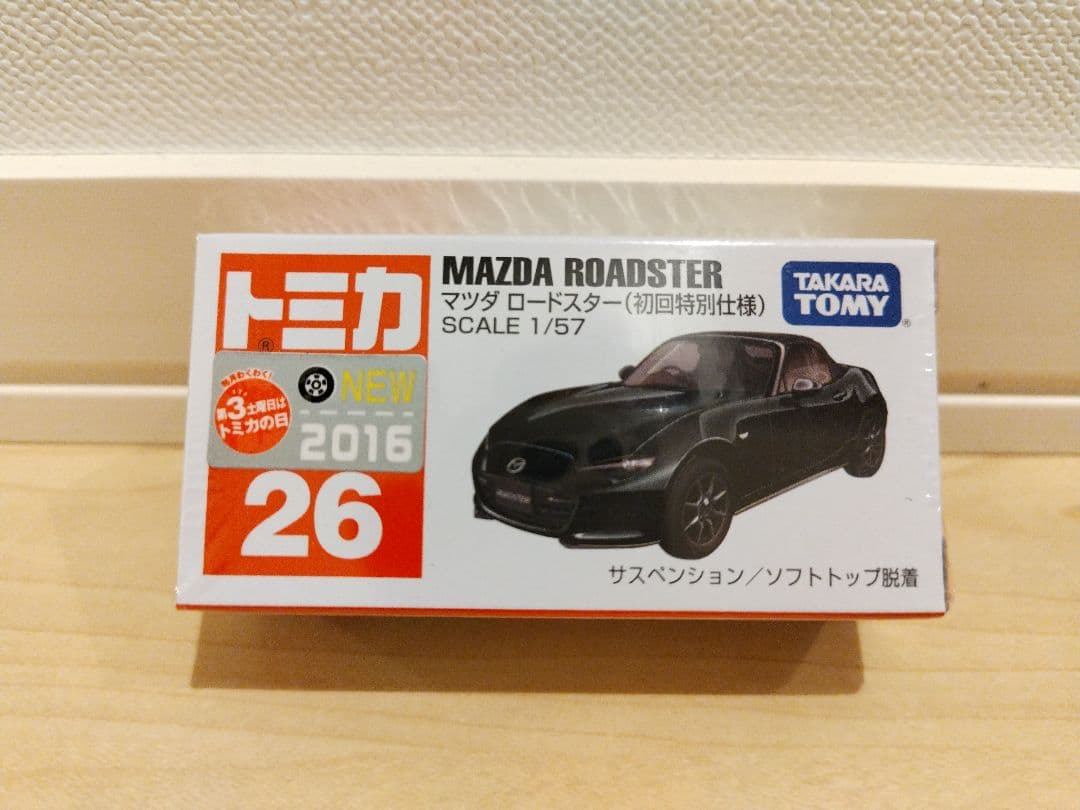 トミカ
®
毎月わくわく!
第3土曜日は
トミカの日
NEW
2016
26
MAZDA ROADSTER
マツダ ロードスター(初回特別仕様)
SCALE 1/57
TAKARA
TOMY
®
サスペンション/ソフトトップ脱着